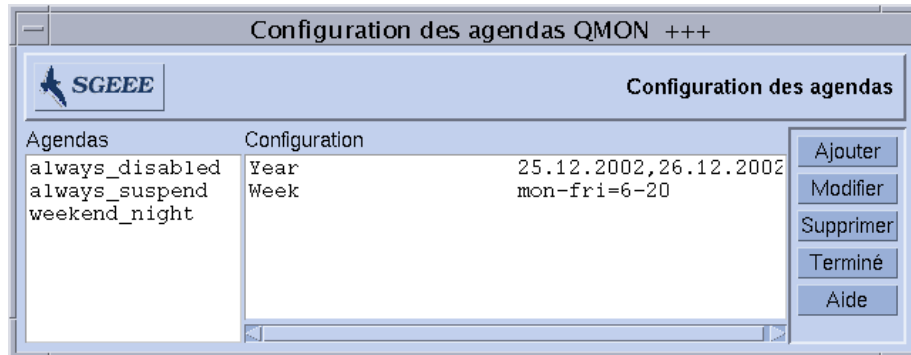 Configuration des agendas QMON +++
SGEEE
Configuration des agendas
Agendas
Configuration
always_disabled
always_suspend
weekend_night
Year 25.12.2002,26.12.2002
Week mon-fri=6-20
Ajouter
Modifier
Supprimer
Terminé
Aide